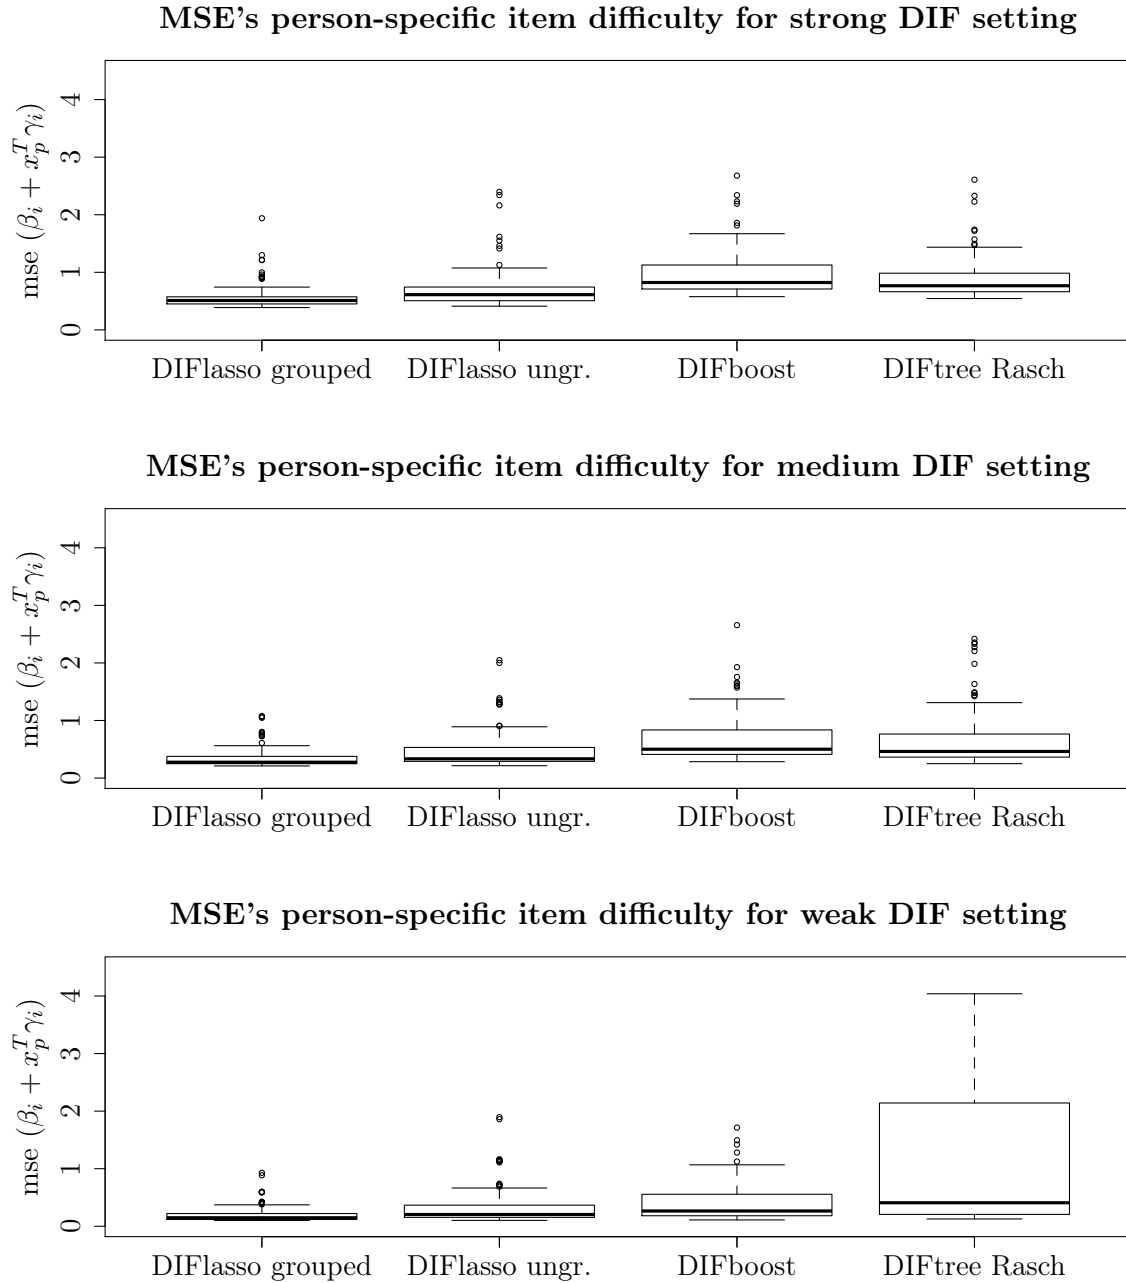 MSE's person-specific item difficulty for strong DIF setting
mse (βᵢ + xₚᵀγᵢ)
4
3
2
1
0
DIFlasso grouped DIFlasso ungr. DIFboost DIFtree Rasch
MSE's person-specific item difficulty for medium DIF setting
mse (βᵢ + xₚᵀγᵢ)
4
3
2
1
0
DIFlasso grouped DIFlasso ungr. DIFboost DIFtree Rasch
MSE's person-specific item difficulty for weak DIF setting
mse (βᵢ + xₚᵀγᵢ)
4
3
2
1
0
DIFlasso grouped DIFlasso ungr. DIFboost DIFtree Rasch